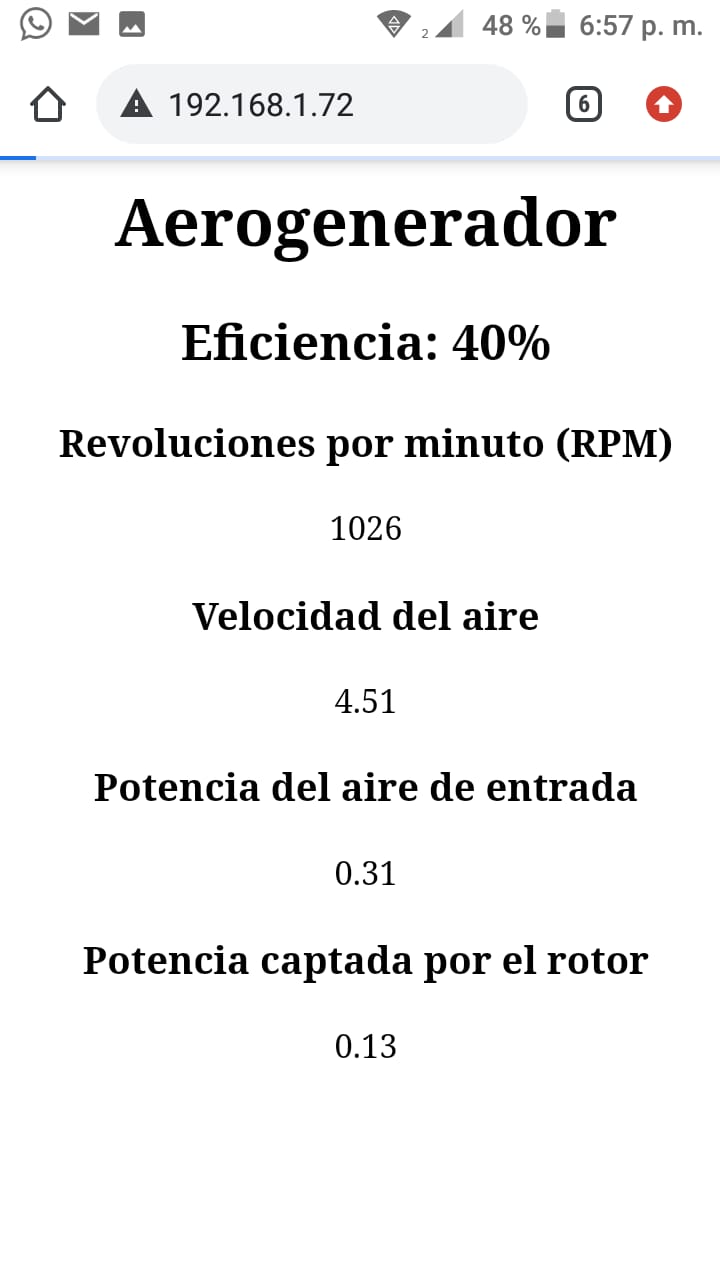 2 48 % 6:57 p. m.
192.168.1.72 6
Aerogenerador
Eficiencia: 40%
Revoluciones por minuto (RPM)
1026
Velocidad del aire
4.51
Potencia del aire de entrada
0.31
Potencia captada por el rotor
0.13